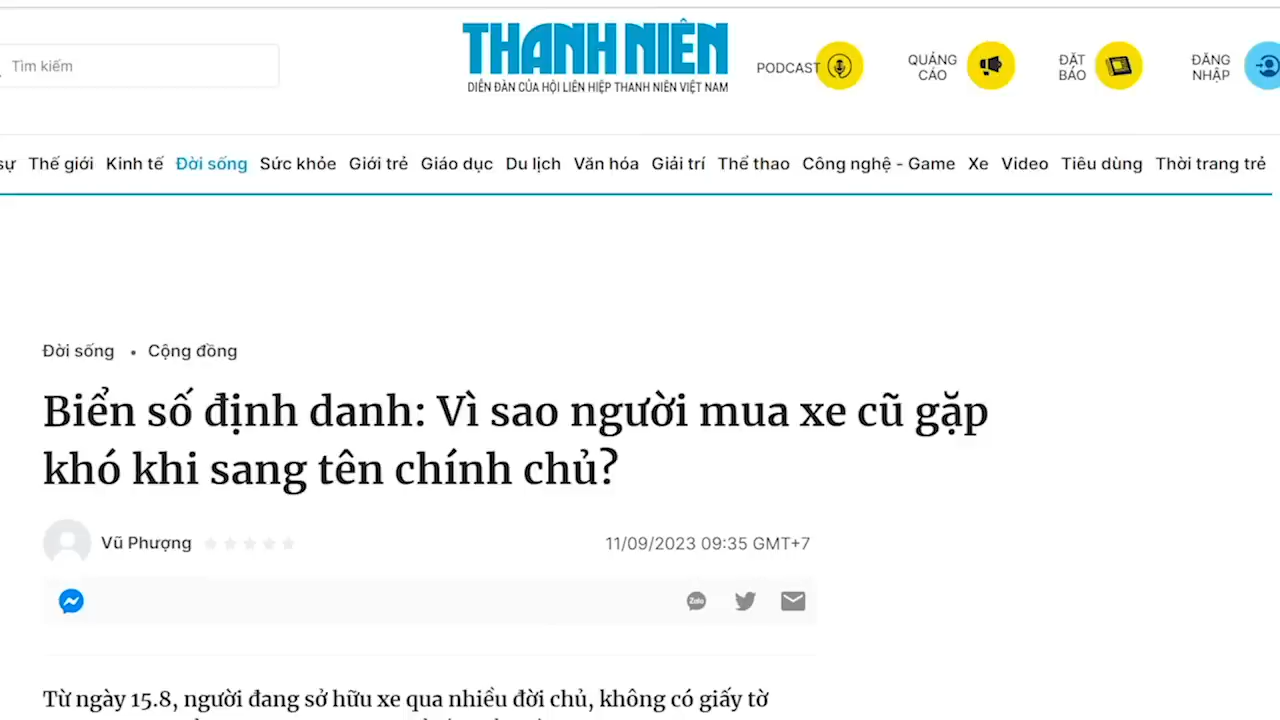 Tìm kiếm
THANH NIÊN
DIỄN ĐÀN CỦA HỘI LIÊN HIỆP THANH NIÊN VIỆT NAM
PODCAST
QUẢNG
CÁO
ĐẶT
BÁO
ĐĂNG
NHẬP
sự Thế giới Kinh tế Đời sống Sức khỏe Giới trẻ Giáo dục Du lịch Văn hóa Giải trí Thể thao Công nghệ - Game Xe Video Tiêu dùng Thời trang trẻ
Đời sống • Cộng đồng
Biển số định danh: Vì sao người mua xe cũ gặp
khó khi sang tên chính chủ?
Vũ Phượng
11/09/2023 09:35 GMT+7
Zalo
Từ ngày 15.8, người đang sở hữu xe qua nhiều đời chủ, không có giấy tờ